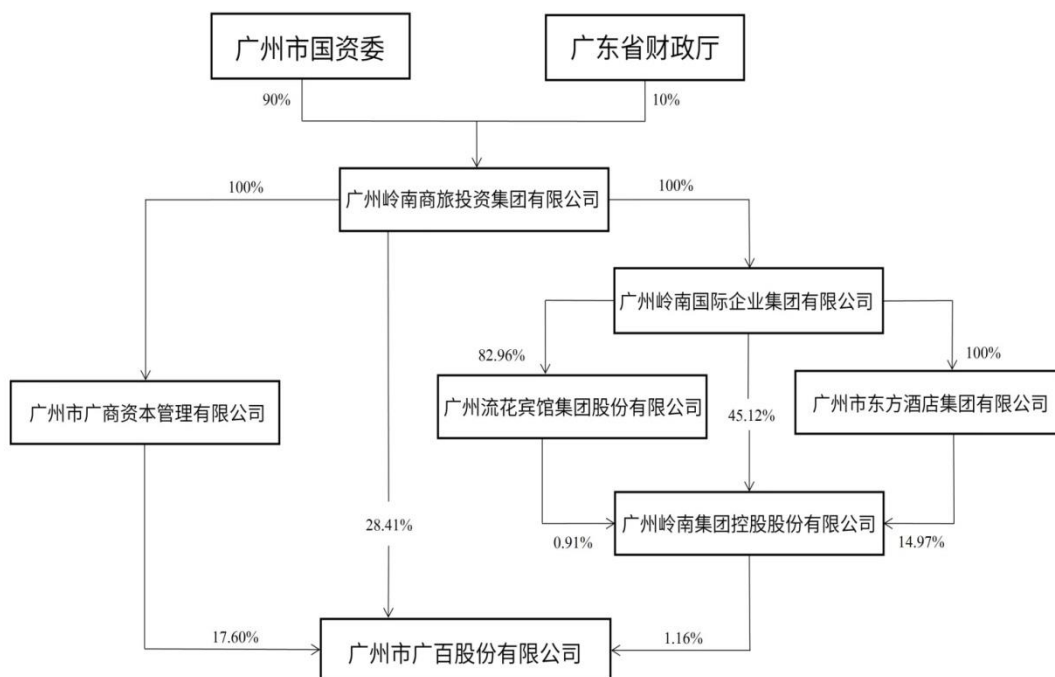 广州市国资委
广东省财政厅
90%
10%
100%
广州岭南商旅投资集团有限公司
100%
广州岭南国际企业集团有限公司
82.96%
100%
广州市广商资本管理有限公司
广州流花宾馆集团股份有限公司
45.12%
广州市东方酒店集团有限公司
28.41%
0.91%
广州岭南集团控股股份有限公司
14.97%
17.60%
广州市广百股份有限公司
1.16%